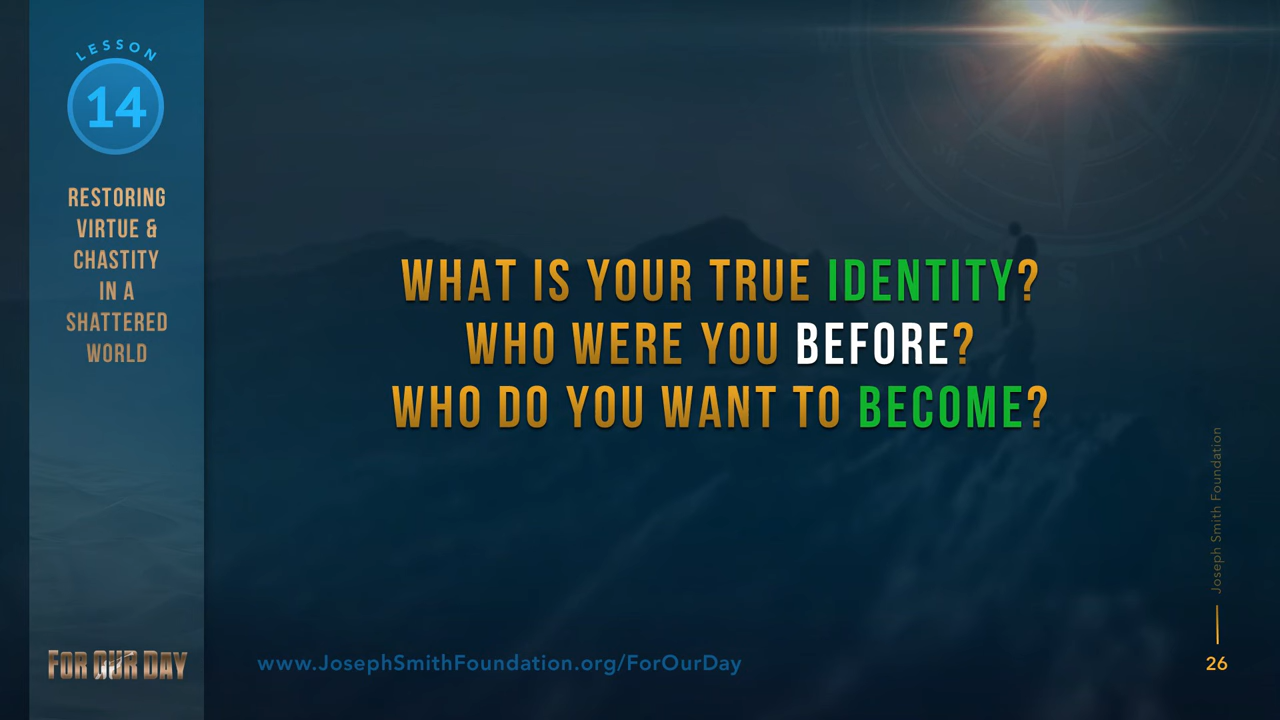 LESSON
14
RESTORING
VIRTUE &
CHASTITY
IN A
SHATTERED
WORLD
WHAT IS YOUR TRUE IDENTITY?
WHO WERE YOU BEFORE?
WHO DO YOU WANT TO BECOME?
S
Joseph Smith Foundation
26
FOR OUR DAY
www.JosephSmithFoundation.org/ForOurDay